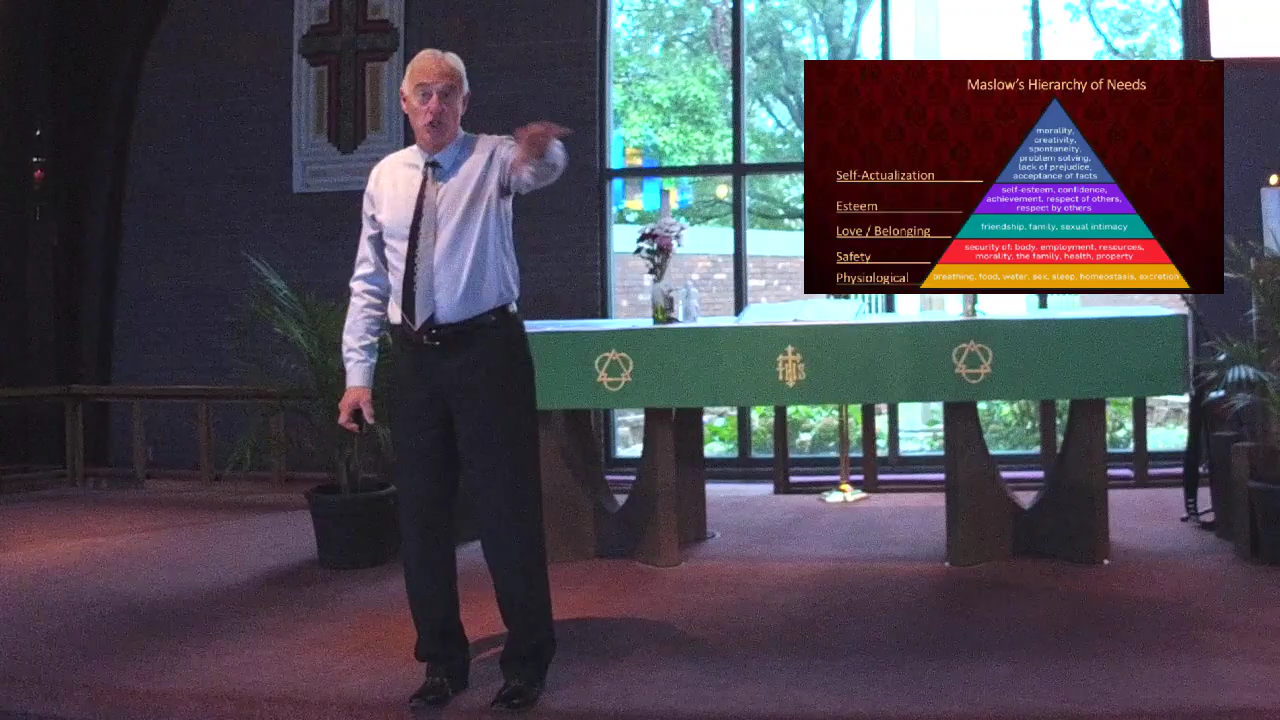 Maslow's Hierarchy of Needs
morality,
creativity,
spontaneity,
problem solving,
lack of prejudice,
acceptance of facts
Self-Actualization
self-esteem, confidence,
achievement, respect of others,
respect by others
Esteem
friendship, family, sexual intimacy
Love / Belonging
security of: body, employment, resources,
morality, the family, health, property
Safety
breathing, food, water, sex, sleep, homeostasis, excretion
Physiological
IHS